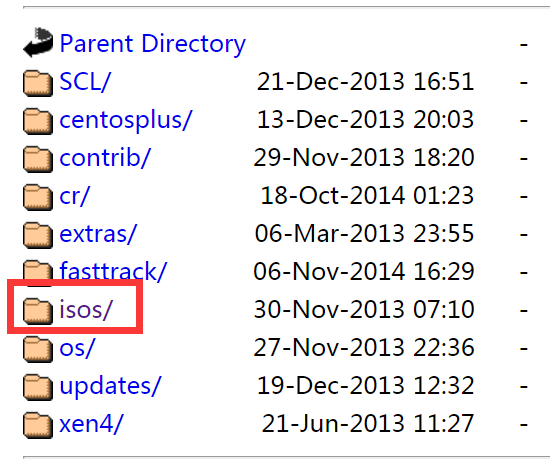 Parent Directory -
SCL/ 21-Dec-2013 16:51 -
centosplus/ 13-Dec-2013 20:03 -
contrib/ 29-Nov-2013 18:20 -
cr/ 18-Oct-2014 01:23 -
extras/ 06-Mar-2013 23:55 -
fasttrack/ 06-Nov-2014 16:29 -
isos/ 30-Nov-2013 07:10 -
os/ 27-Nov-2013 22:36 -
updates/ 19-Dec-2013 12:32 -
xen4/ 21-Jun-2013 11:27 -